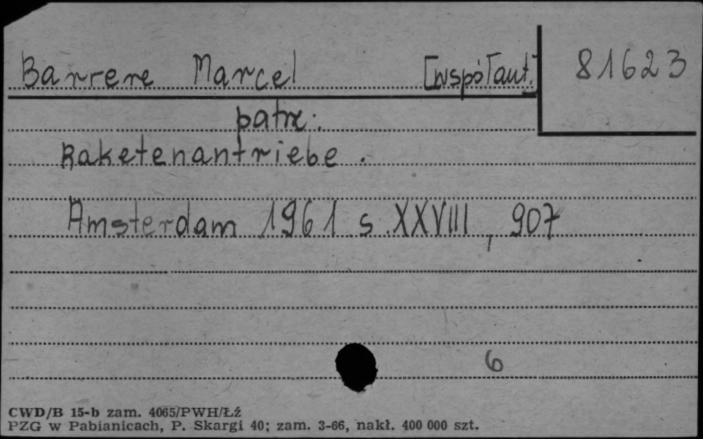 Barrere Marcel [współaut.] 81623
patrz:
Raketenantriebe.
Amsterdam 1961 s. XXVIII, 907
6
CWD/B 15-b zam. 4065/PWH/Łź
PZG w Pabianicach, P. Skargi 40; zam. 3-66, nakł. 400 000 szt.